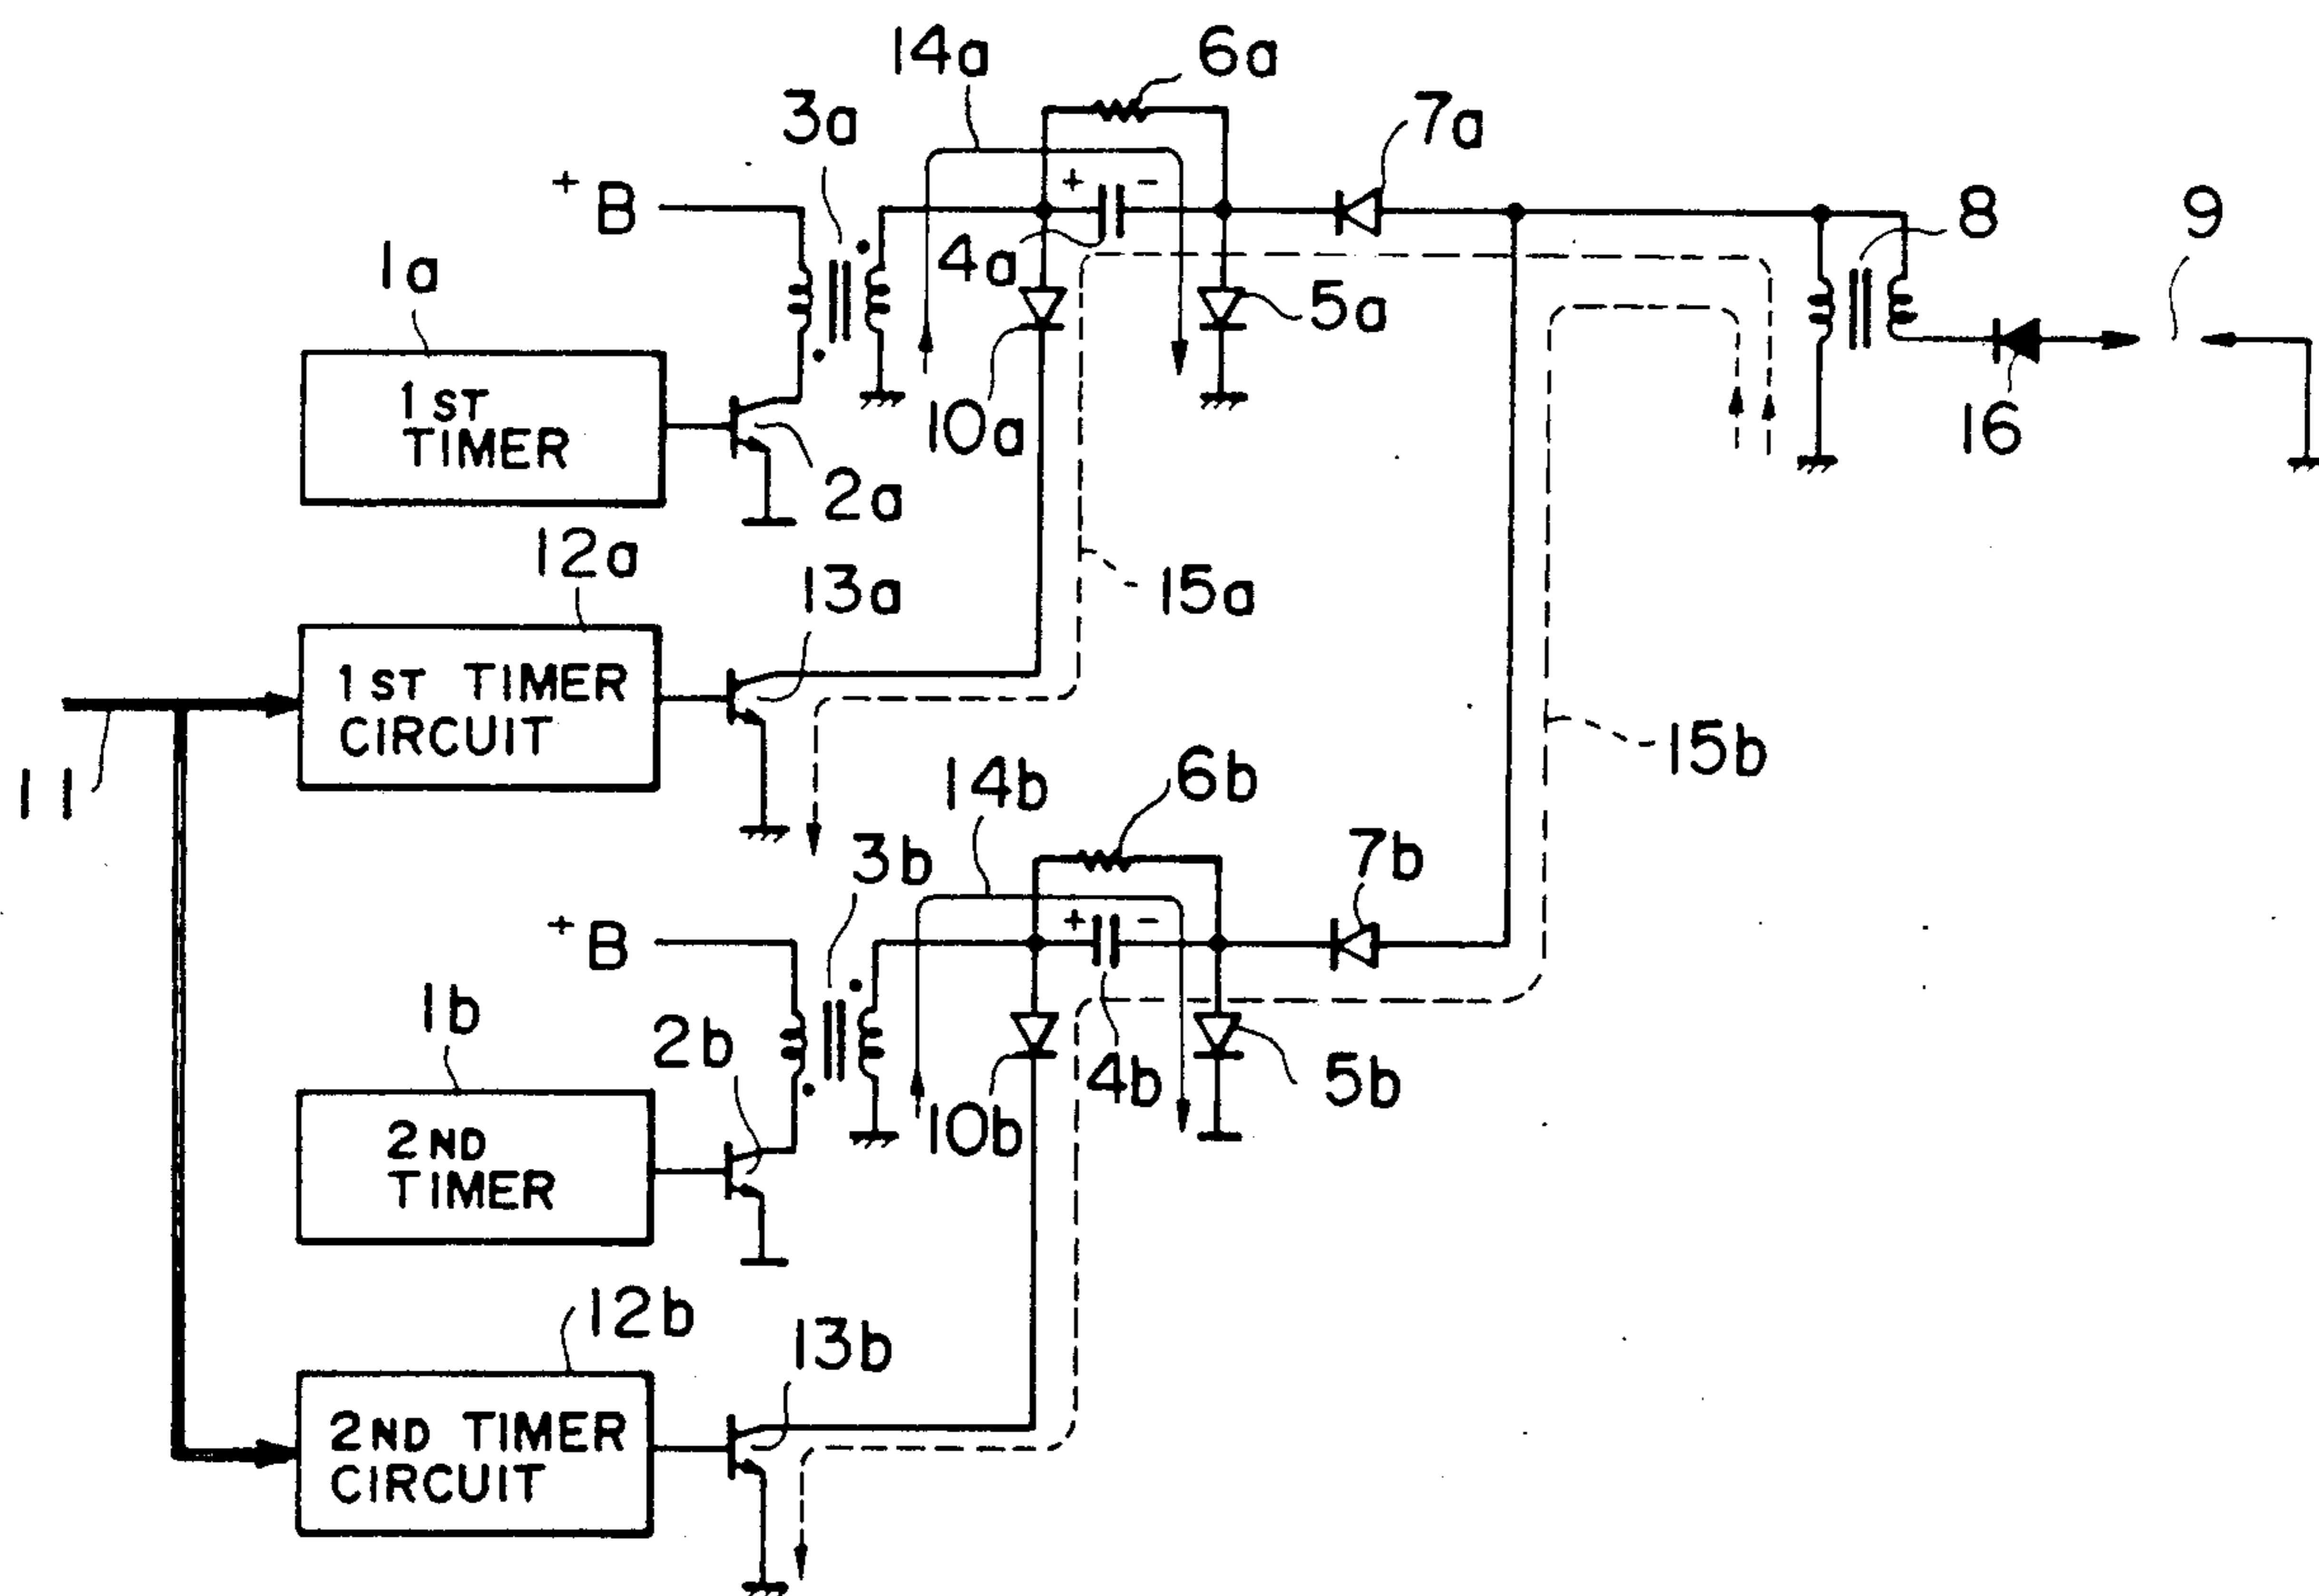 14a
6a
3a
7a
+B
+ -
8
9
1a
4a
5a
1ST
TIMER
10a
16
2a
12a
13a
15a
1ST TIMER
CIRCUIT
11
14b
6b
15b
3b
7b
+B
+ -
1b
2b
4b
5b
10b
2ND
TIMER
12b
13b
2ND TIMER
CIRCUIT